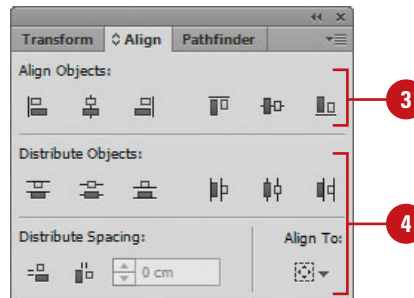 Transform Align Pathfinder
Align Objects:
3
Distribute Objects:
4
Distribute Spacing: Align To:
0 cm